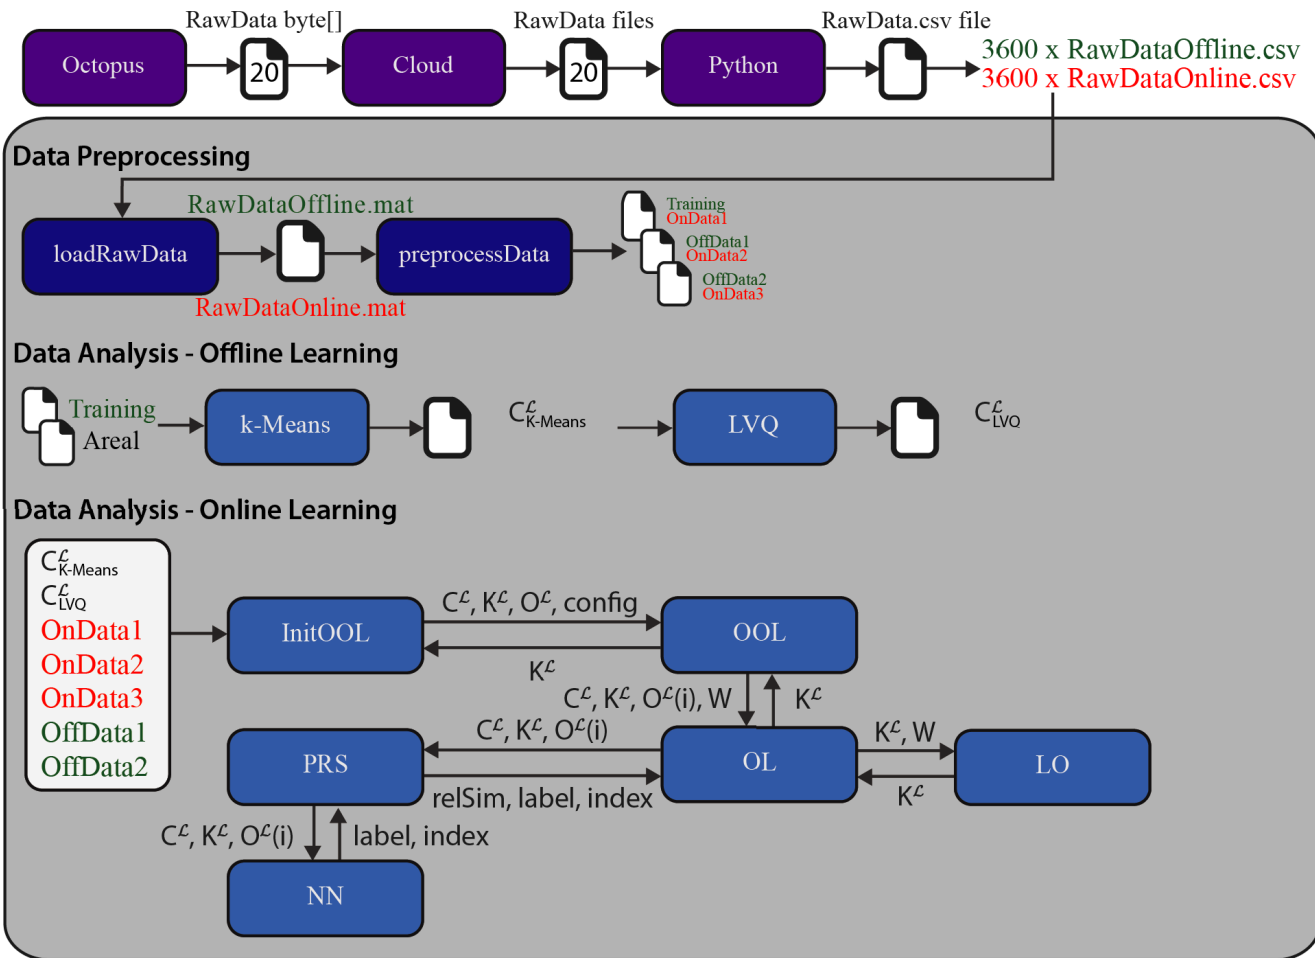 RawData byte[]
RawData files
RawData.csv file
Octopus
20
Cloud
20
Python
3600 x RawDataOffline.csv
3600 x RawDataOnline.csv
Data Preprocessing
RawDataOffline.mat
loadRawData
preprocessData
RawDataOnline.mat
Training
OnData1
OffData1
OnData2
OffData2
OnData3
Data Analysis - Offline Learning
Training
Areal
k-Means
C^ℒ_K-Means
LVQ
C^ℒ_LVQ
Data Analysis - Online Learning
C^ℒ_K-Means
C^ℒ_LVQ
OnData1
OnData2
OnData3
OffData1
OffData2
InitOOL
C^ℒ, K^ℒ, O^ℒ, config
K^ℒ
OOL
C^ℒ, K^ℒ, O^ℒ(i), W
K^ℒ
C^ℒ, K^ℒ, O^ℒ(i)
PRS
relSim, label, index
OL
K^ℒ, W
K^ℒ
LO
C^ℒ, K^ℒ, O^ℒ(i)
label, index
NN